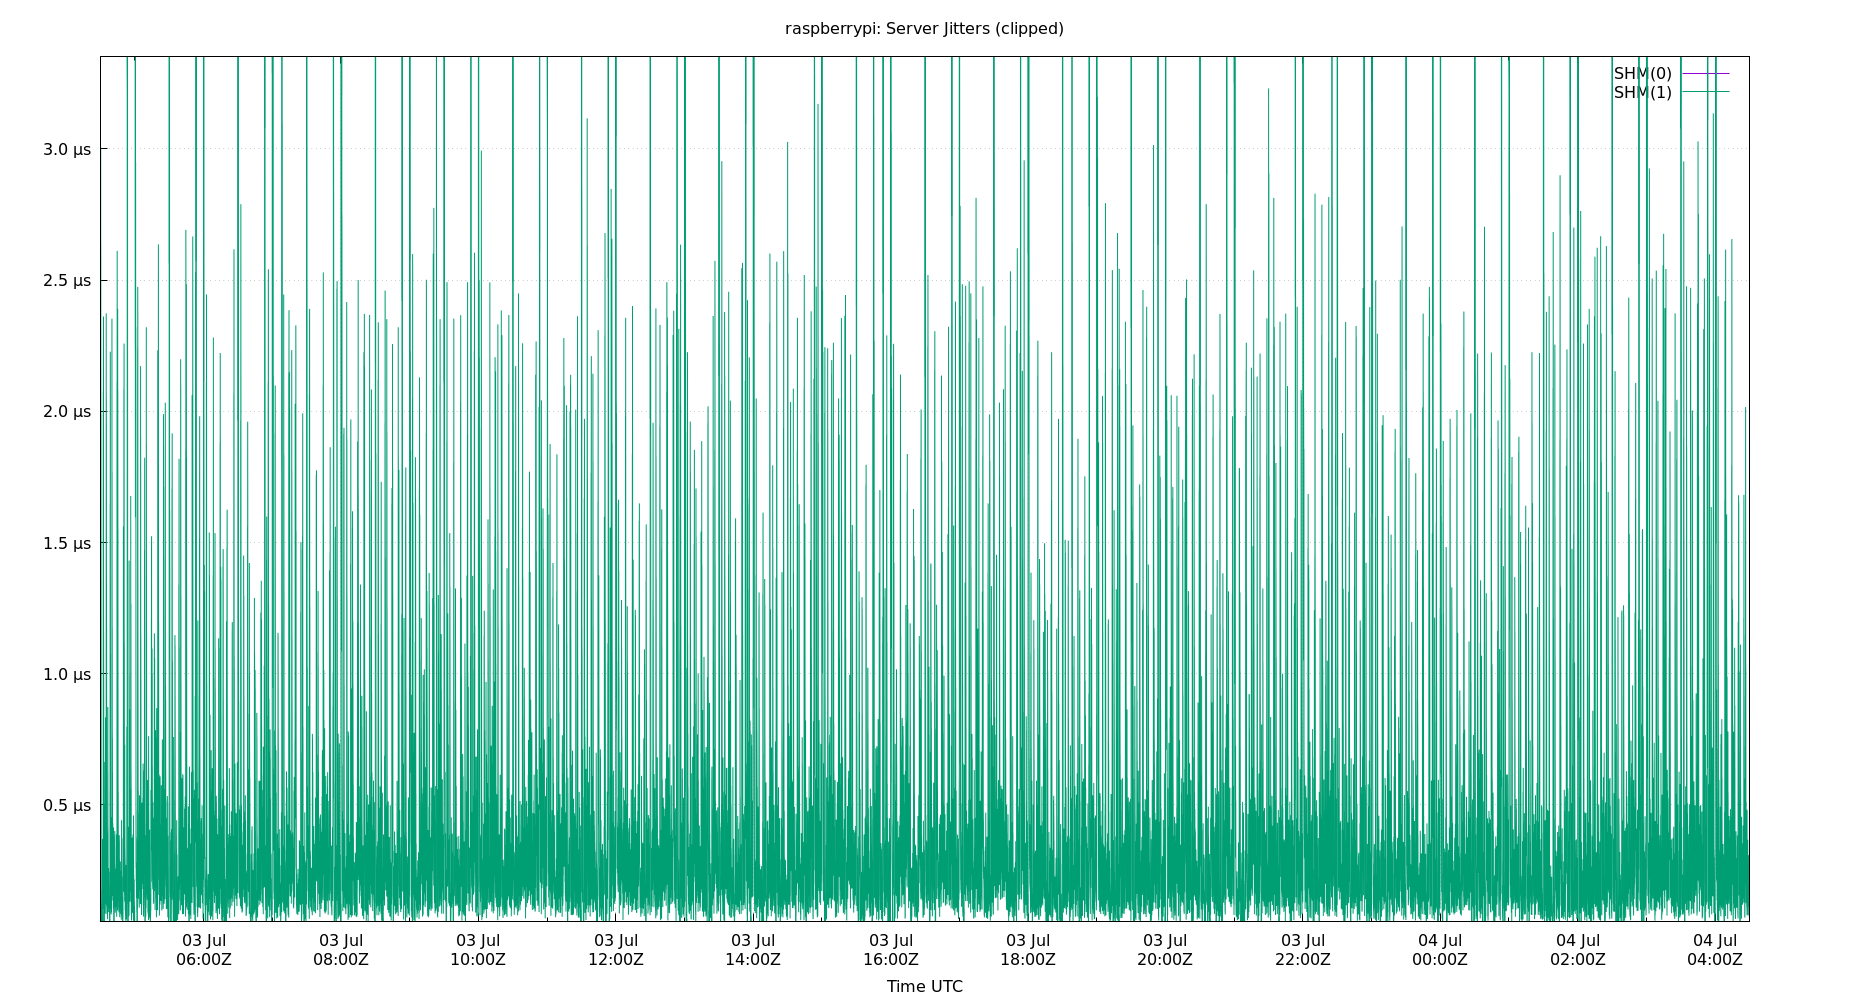 raspberrypi: Server Jitters (clipped)
SHM(0)
SHM(1)
3.0 µs
2.5 µs
2.0 µs
1.5 µs
1.0 µs
0.5 µs
03 Jul 03 Jul 03 Jul 03 Jul 03 Jul 03 Jul 03 Jul 03 Jul 03 Jul 04 Jul 04 Jul 04 Jul
06:00Z 08:00Z 10:00Z 12:00Z 14:00Z 16:00Z 18:00Z 20:00Z 22:00Z 00:00Z 02:00Z 04:00Z
Time UTC